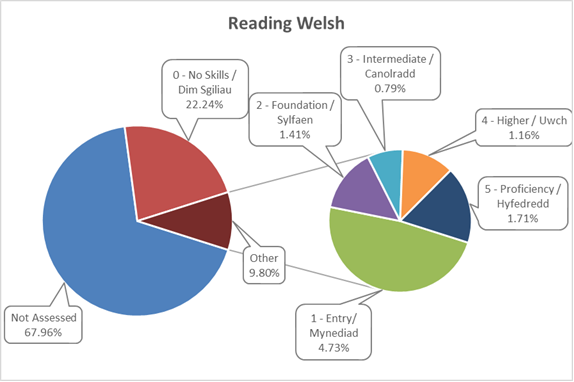 Reading Welsh
0 - No Skills /
Dim Sgiliau
22.24%
3 - Intermediate /
Canolradd
0.79%
2 - Foundation /
Sylfaen
1.41%
4 - Higher / Uwch
1.16%
5 - Proficiency /
Hyfedredd
1.71%
Other
9.80%
Not Assessed
67.96%
1 - Entry/
Mynediad
4.73%